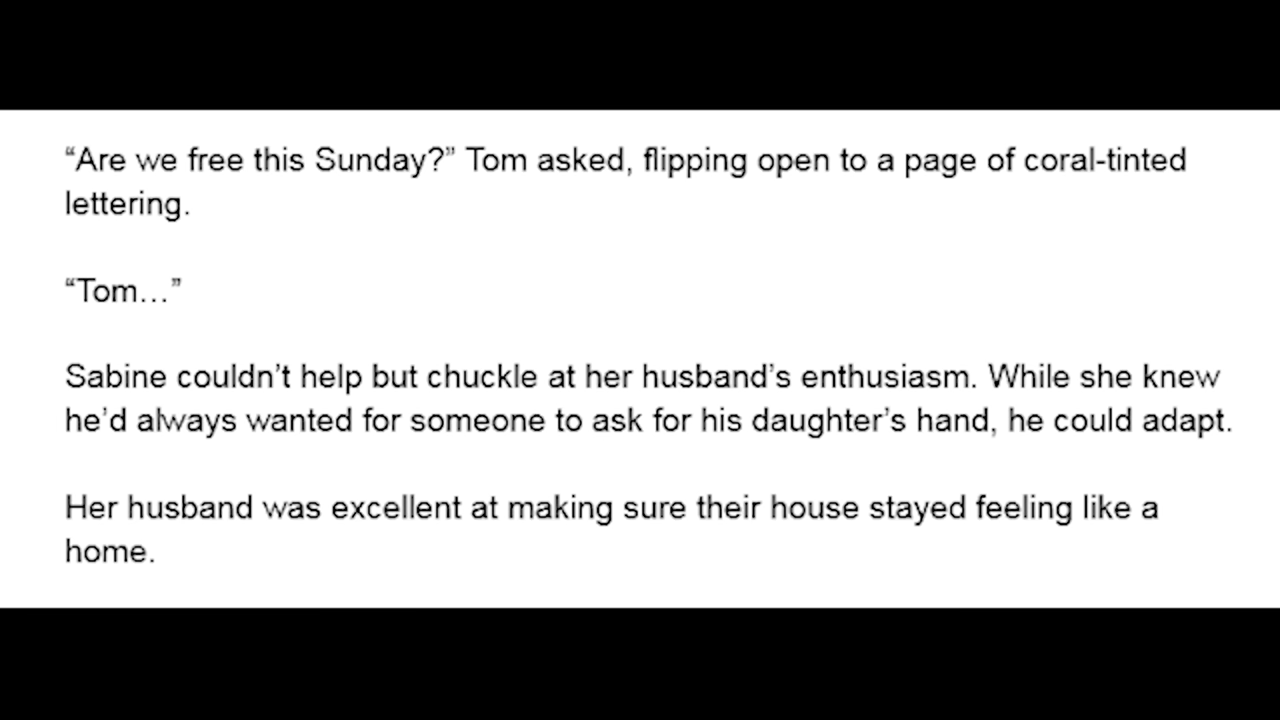 “Are we free this Sunday?” Tom asked, flipping open to a page of coral-tinted
lettering.
“Tom…”
Sabine couldn’t help but chuckle at her husband’s enthusiasm. While she knew
he’d always wanted for someone to ask for his daughter’s hand, he could adapt.
Her husband was excellent at making sure their house stayed feeling like a
home.